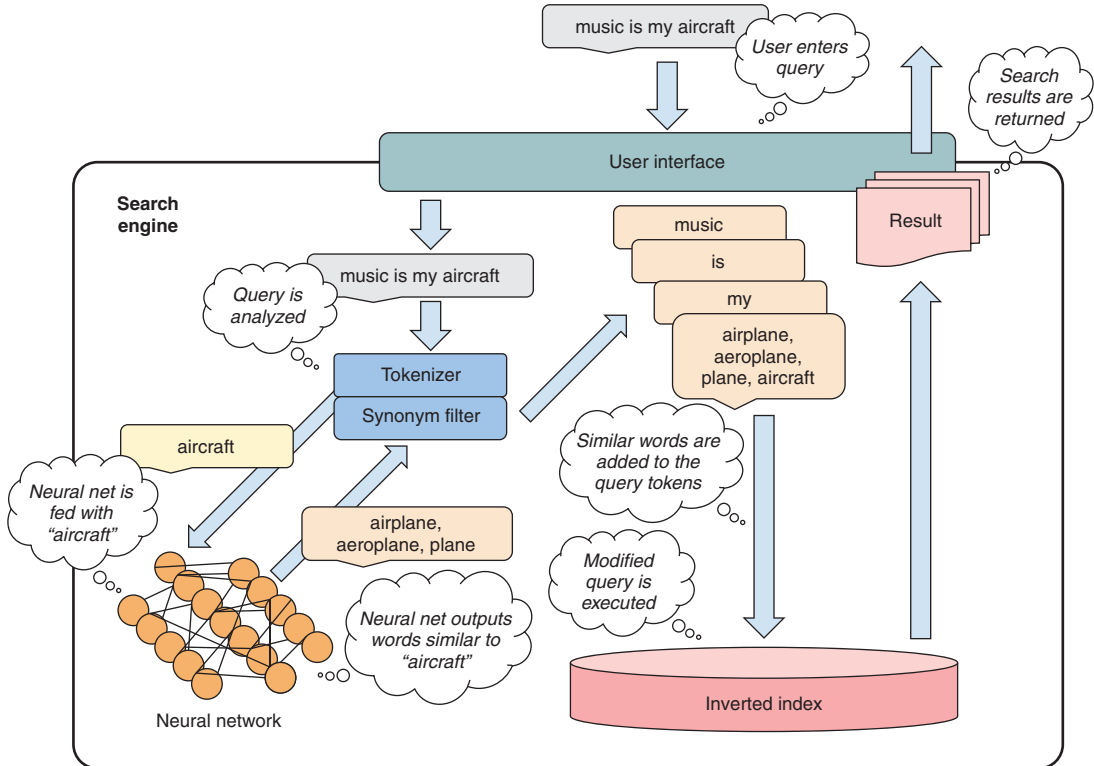 music is my aircraft
User enters
query
Search
results are
returned
User interface
Search
engine
music
is
my
airplane,
aeroplane,
plane, aircraft
Result
music is my aircraft
Query is
analyzed
Tokenizer
Synonym filter
aircraft
Neural net is
fed with
“aircraft”
airplane,
aeroplane, plane
Neural net outputs
words similar to
“aircraft”
Neural network
Similar words are
added to the
query tokens
Modified
query is
executed
Inverted index